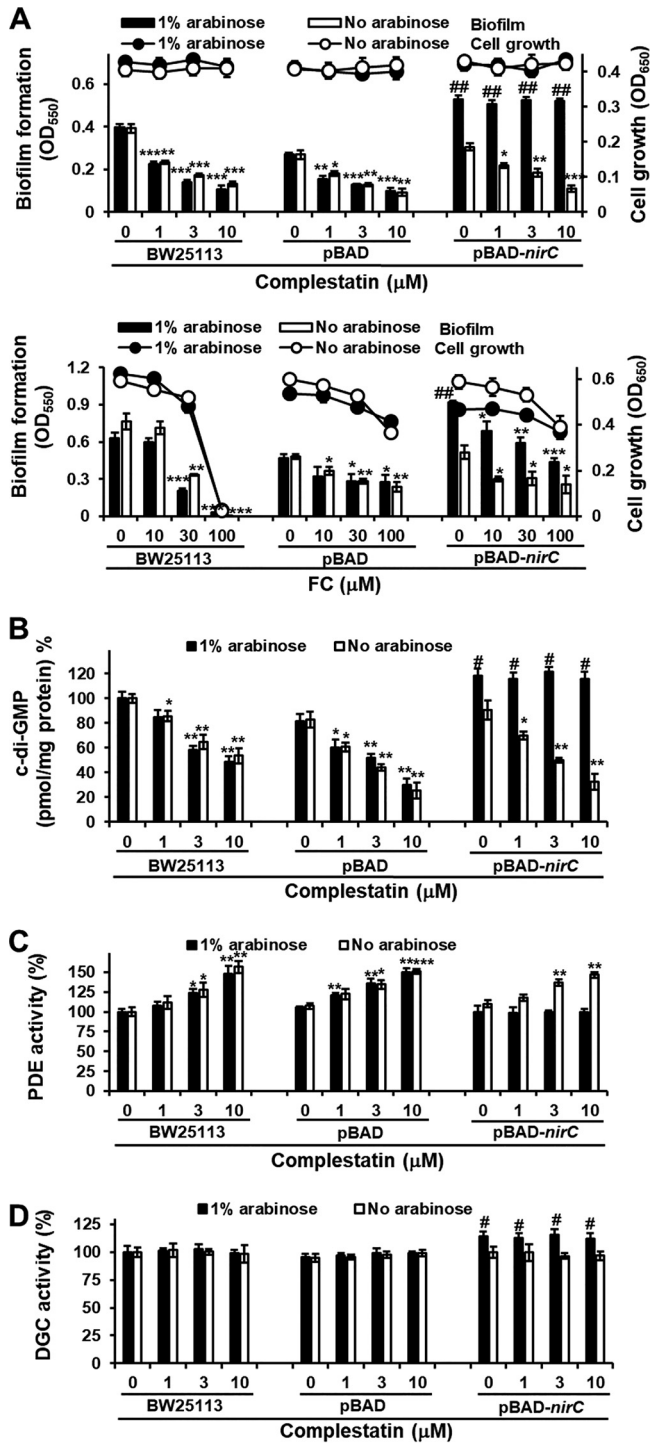 A
1% arabinose No arabinose Biofilm
1% arabinose No arabinose Cell growth
Biofilm formation (OD550)
0.6
0.4
0.2
0
0.4
0.3
0.2
0.1
0
Cell growth (OD650)
## ## ## ##
*** ** *** *** *** *** ** * *** ** *** ** * ** ***
0 1 3 10 0 1 3 10 0 1 3 10
BW25113 pBAD pBAD-nirC
Complestatin (μM)
1% arabinose No arabinose Biofilm
1% arabinose No arabinose Cell growth
Biofilm formation (OD550)
1.2
0.9
0.6
0.3
0
0.6
0.4
0.2
0
Cell growth (OD650)
##
*** ** *** *** * * ** * ** * * ** * *** *
0 10 30 100 0 10 30 100 0 10 30 100
BW25113 pBAD pBAD-nirC
FC (μM)
B
1% arabinose No arabinose
c-di-GMP (pmol/mg protein) %
120
100
80
60
40
20
0
# # # #
* ** ** ** ** * * ** ** ** ** * ** **
0 1 3 10 0 1 3 10 0 1 3 10
BW25113 pBAD pBAD-nirC
Complestatin (μM)
C
1% arabinose No arabinose
PDE activity (%)
150
125
100
75
50
25
0
* * ** ** ** ** * ** *** ** **
0 1 3 10 0 1 3 10 0 1 3 10
BW25113 pBAD pBAD-nirC
Complestatin (μM)
D
1% arabinose No arabinose
DGC activity (%)
125
100
75
50
25
0
# # # #
0 1 3 10 0 1 3 10 0 1 3 10
BW25113 pBAD pBAD-nirC
Complestatin (μM)